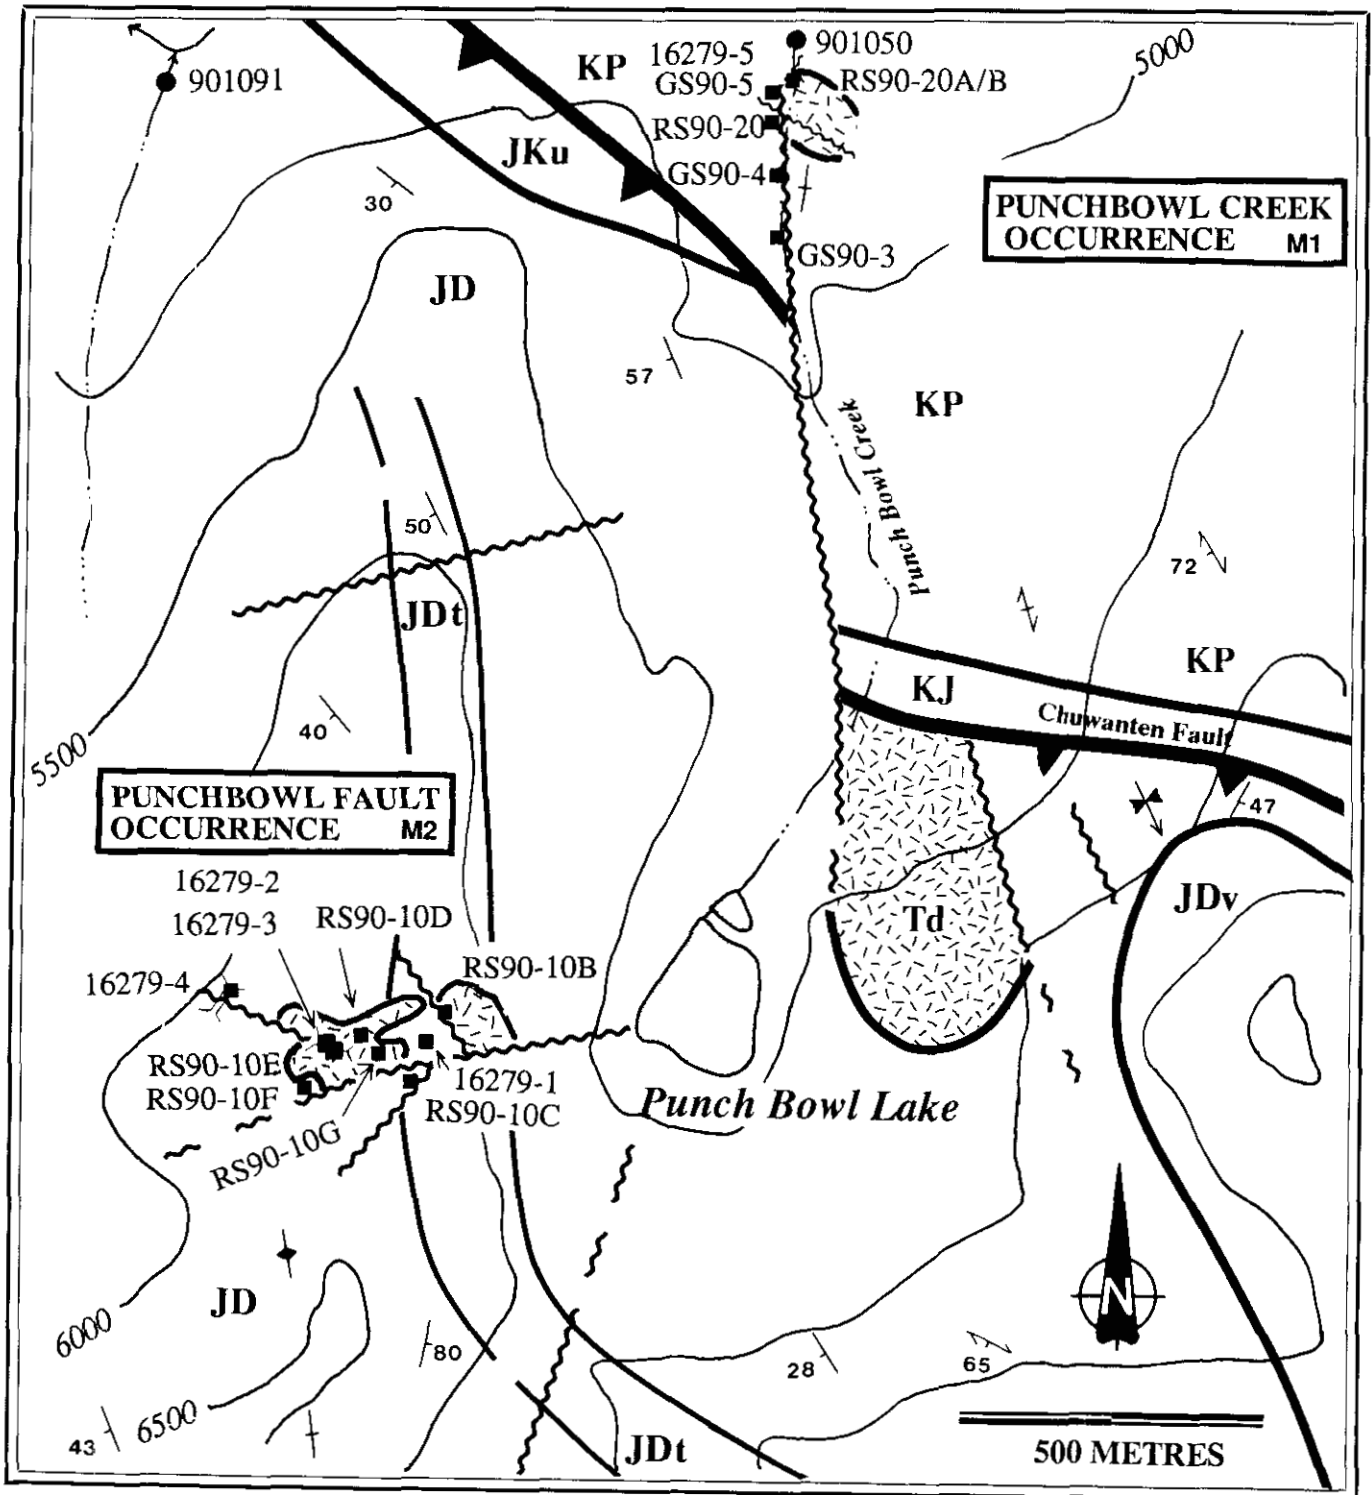 901091
KP
16279-5
901050
5000
GS90-5
RS90-20A/B
RS90-20
JKu
GS90-4
30
PUNCHBOWL CREEK
OCCURRENCE M1
GS90-3
JD
57
KP
Punch Bowl Creek
50
72
JDt
KP
KJ
Chuwanten Fault
40
5500
PUNCHBOWL FAULT
OCCURRENCE M2
47
16279-2
JDv
16279-3
RS90-10D
Td
RS90-10B
16279-4
RS90-10E
16279-1
RS90-10F
RS90-10C
Punch Bowl Lake
RS90-10G
N
JD
6000
80
28
65
6500
43
JDt
500 METRES